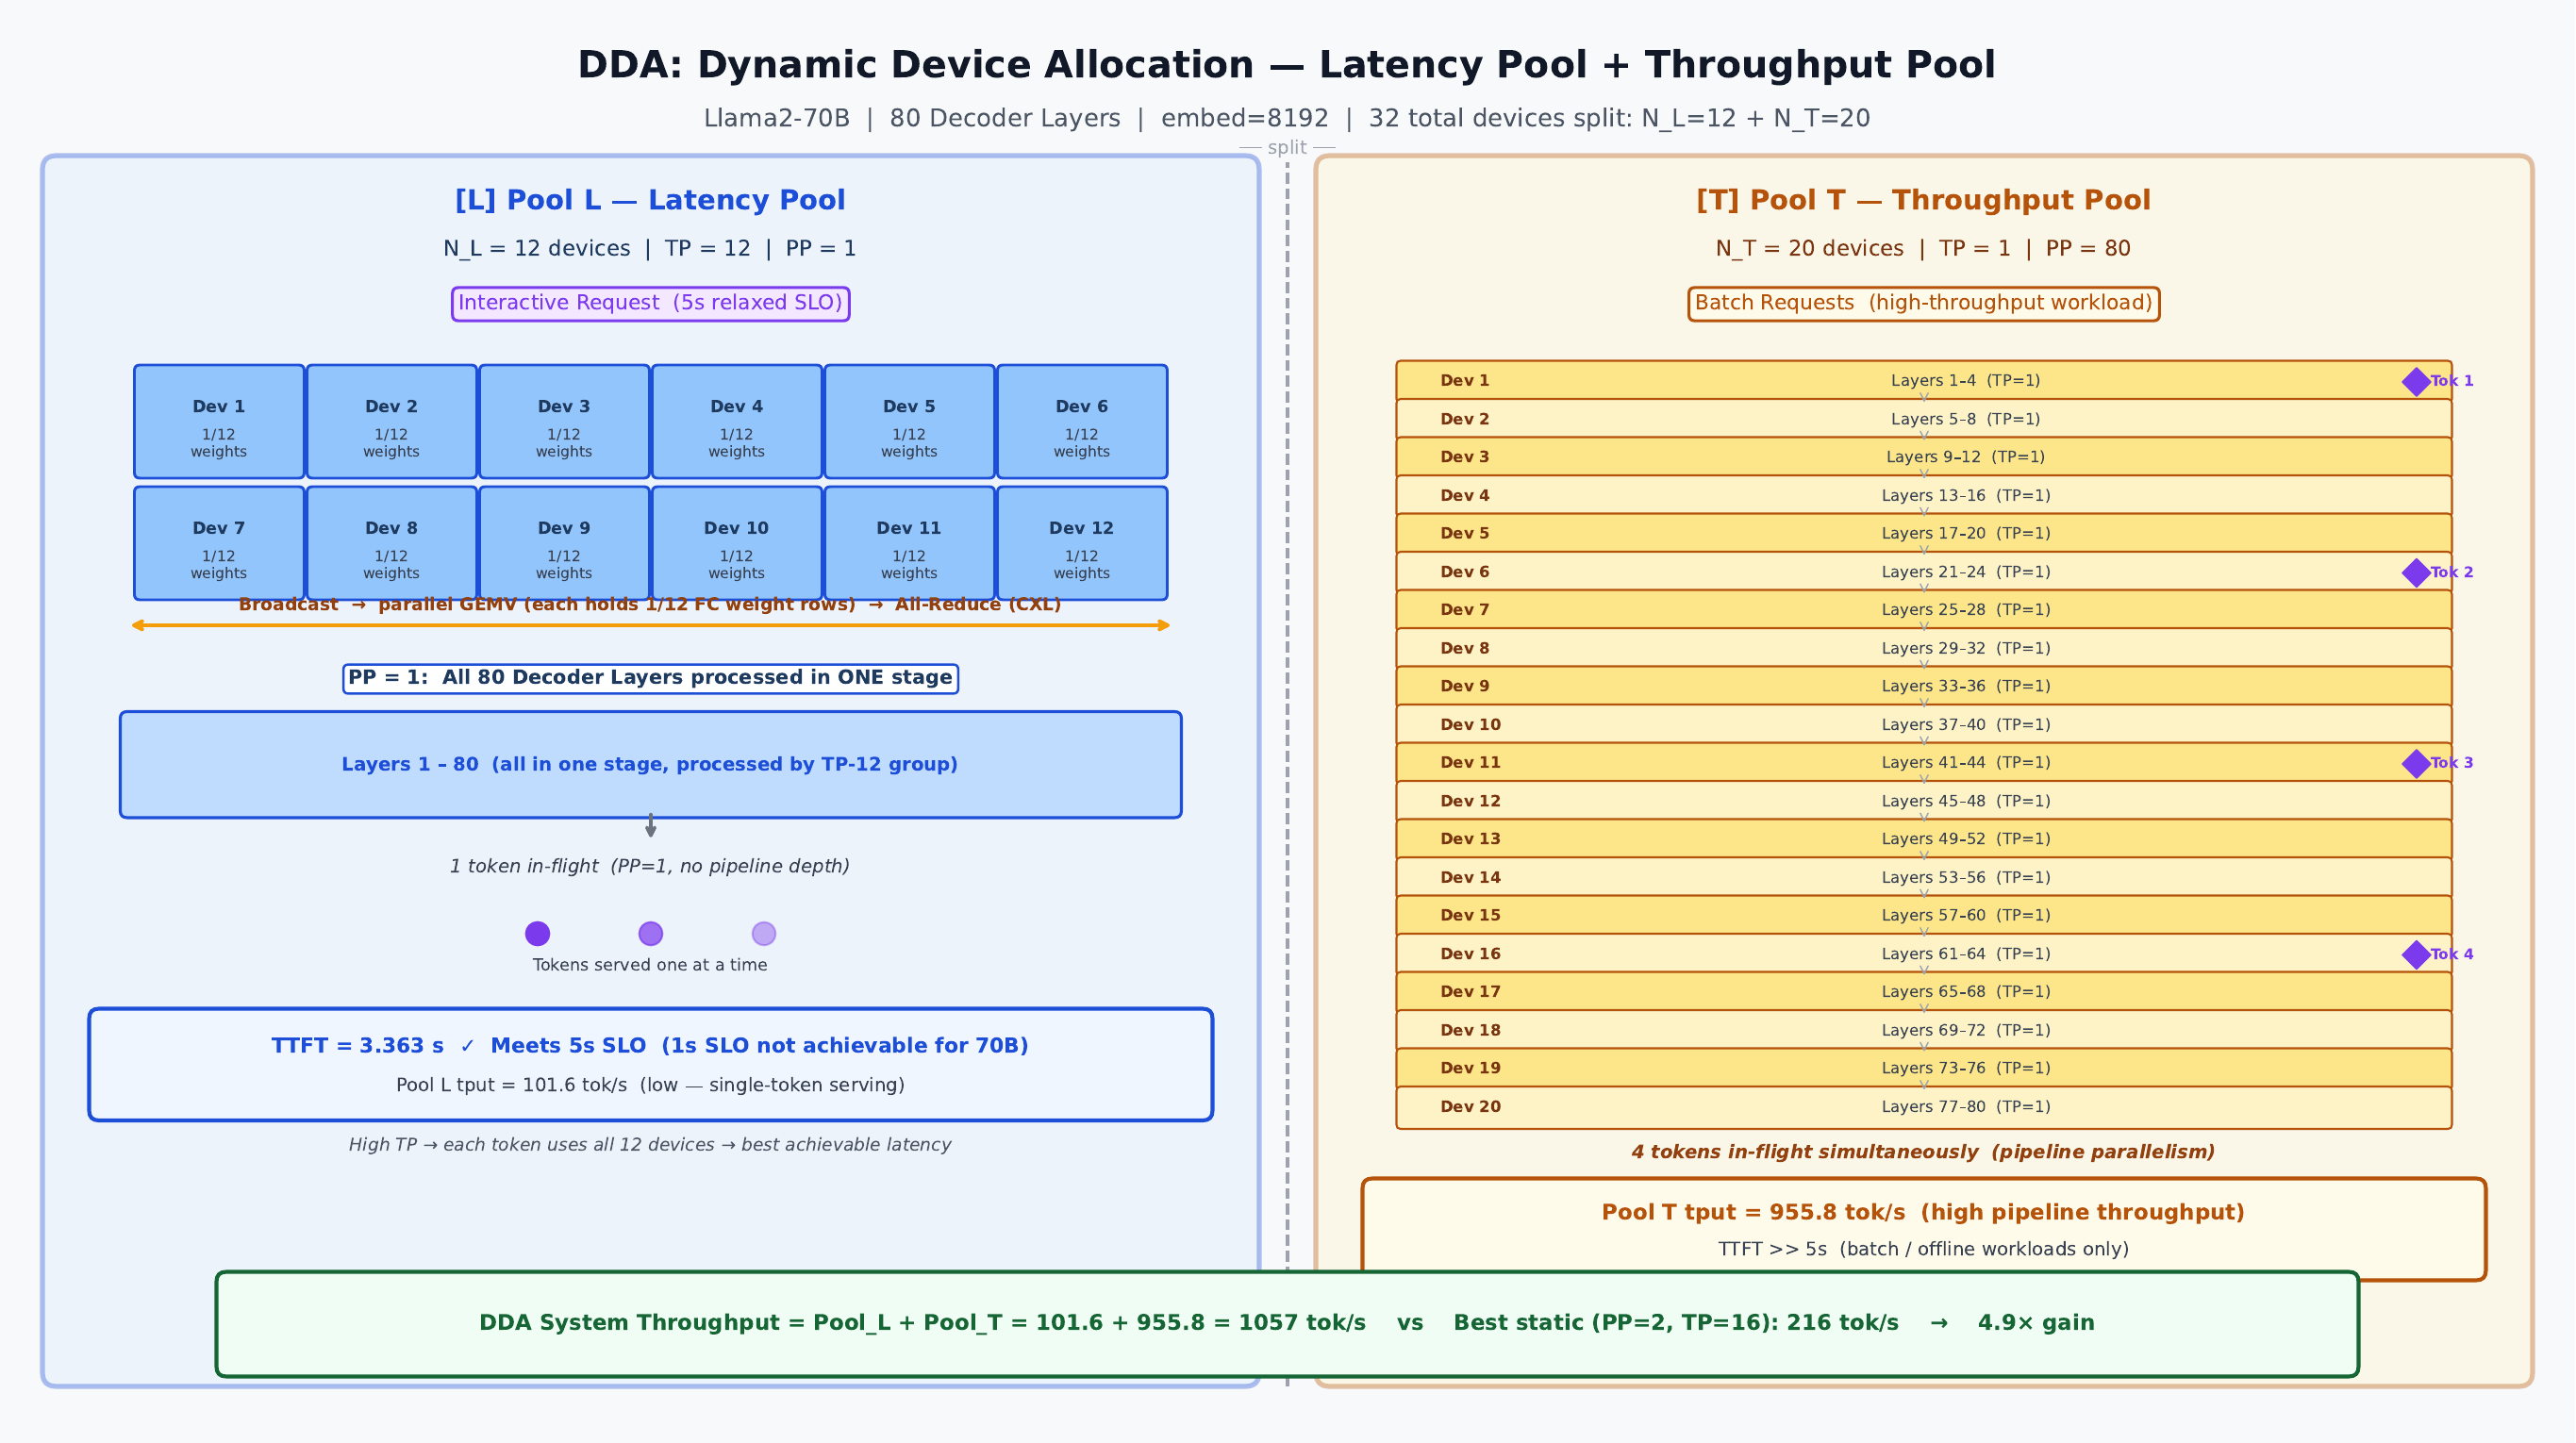 DDA: Dynamic Device Allocation — Latency Pool + Throughput Pool
Llama2-70B | 80 Decoder Layers | embed=8192 | 32 total devices split: N_L=12 + N_T=20
— split —
[L] Pool L — Latency Pool
N_L = 12 devices | TP = 12 | PP = 1
Interactive Request (5s relaxed SLO)
Dev 1
1/12
weights
Dev 2
1/12
weights
Dev 3
1/12
weights
Dev 4
1/12
weights
Dev 5
1/12
weights
Dev 6
1/12
weights
Dev 7
1/12
weights
Dev 8
1/12
weights
Dev 9
1/12
weights
Dev 10
1/12
weights
Dev 11
1/12
weights
Dev 12
1/12
weights
Broadcast → parallel GEMV (each holds 1/12 FC weight rows) → All-Reduce (CXL)
PP = 1: All 80 Decoder Layers processed in ONE stage
Layers 1 – 80 (all in one stage, processed by TP-12 group)
1 token in-flight (PP=1, no pipeline depth)
Tokens served one at a time
TTFT = 3.363 s ✓ Meets 5s SLO (1s SLO not achievable for 70B)
Pool L tput = 101.6 tok/s (low — single-token serving)
High TP → each token uses all 12 devices → best achievable latency
[T] Pool T — Throughput Pool
N_T = 20 devices | TP = 1 | PP = 80
Batch Requests (high-throughput workload)
Dev 1 Layers 1–4 (TP=1) Tok 1
Dev 2 Layers 5–8 (TP=1)
Dev 3 Layers 9–12 (TP=1)
Dev 4 Layers 13–16 (TP=1)
Dev 5 Layers 17–20 (TP=1)
Dev 6 Layers 21–24 (TP=1) Tok 2
Dev 7 Layers 25–28 (TP=1)
Dev 8 Layers 29–32 (TP=1)
Dev 9 Layers 33–36 (TP=1)
Dev 10 Layers 37–40 (TP=1)
Dev 11 Layers 41–44 (TP=1) Tok 3
Dev 12 Layers 45–48 (TP=1)
Dev 13 Layers 49–52 (TP=1)
Dev 14 Layers 53–56 (TP=1)
Dev 15 Layers 57–60 (TP=1)
Dev 16 Layers 61–64 (TP=1) Tok 4
Dev 17 Layers 65–68 (TP=1)
Dev 18 Layers 69–72 (TP=1)
Dev 19 Layers 73–76 (TP=1)
Dev 20 Layers 77–80 (TP=1)
4 tokens in-flight simultaneously (pipeline parallelism)
Pool T tput = 955.8 tok/s (high pipeline throughput)
TTFT >> 5s (batch / offline workloads only)
DDA System Throughput = Pool_L + Pool_T = 101.6 + 955.8 = 1057 tok/s vs Best static (PP=2, TP=16): 216 tok/s → 4.9× gain